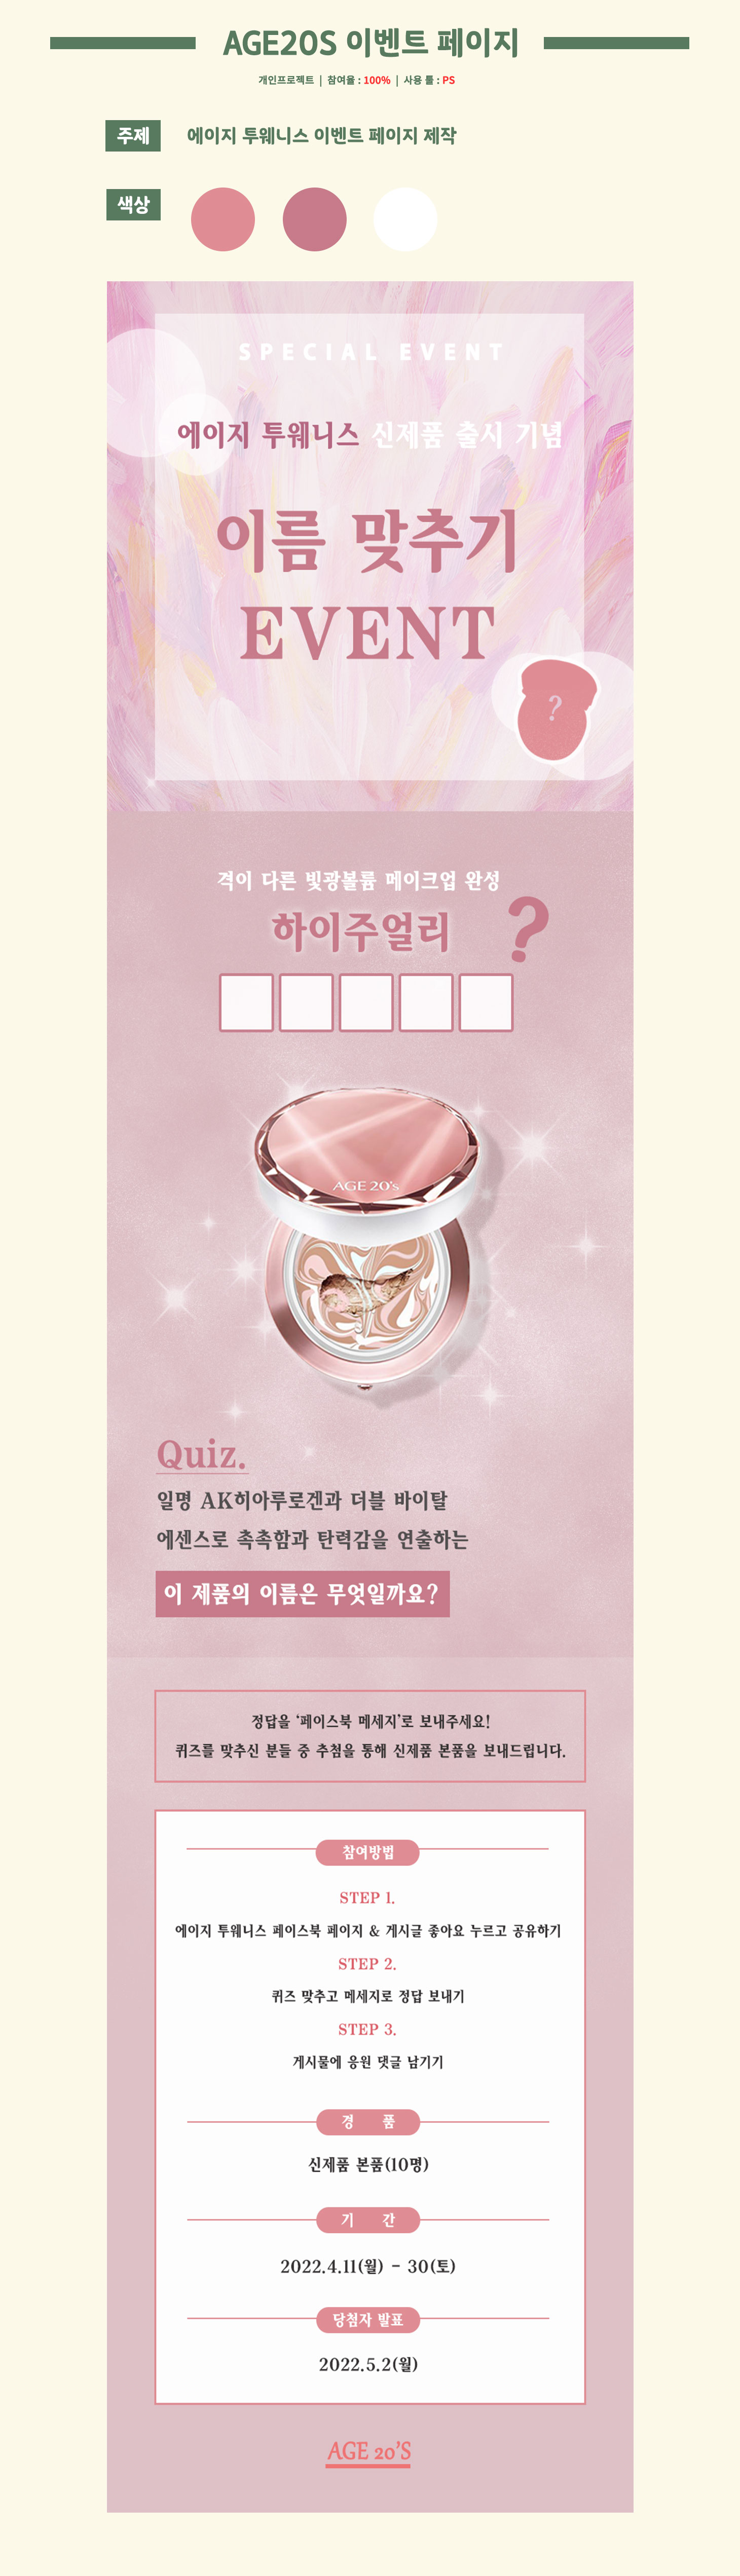 AGE20S 이벤트 페이지
개인프로젝트 | 참여율 : 100% | 사용 툴 : PS
주제 에이지 투웨니스 이벤트 페이지 제작
색상
SPECIAL EVENT
에이지 투웨니스 신제품 출시 기념
이름 맞추기
EVENT
?
격이 다른 빛광볼륨 메이크업 완성
하이주얼리
?
AGE 20's
Quiz.
일명 AK히아루로겐과 더블 바이탈
에센스로 촉촉함과 탄력감을 연출하는
이 제품의 이름은 무엇일까요?
정답을 ‘페이스북 메세지’로 보내주세요!
퀴즈를 맞추신 분들 중 추첨을 통해 신제품 본품을 보내드립니다.
참여방법
STEP 1.
에이지 투웨니스 페이스북 페이지 & 게시글 좋아요 누르고 공유하기
STEP 2.
퀴즈 맞추고 메세지로 정답 보내기
STEP 3.
게시물에 응원 댓글 남기기
경 품
신제품 본품(10명)
기 간
2022.4.11(월) - 30(토)
당첨자 발표
2022.5.2(월)
AGE 20'S